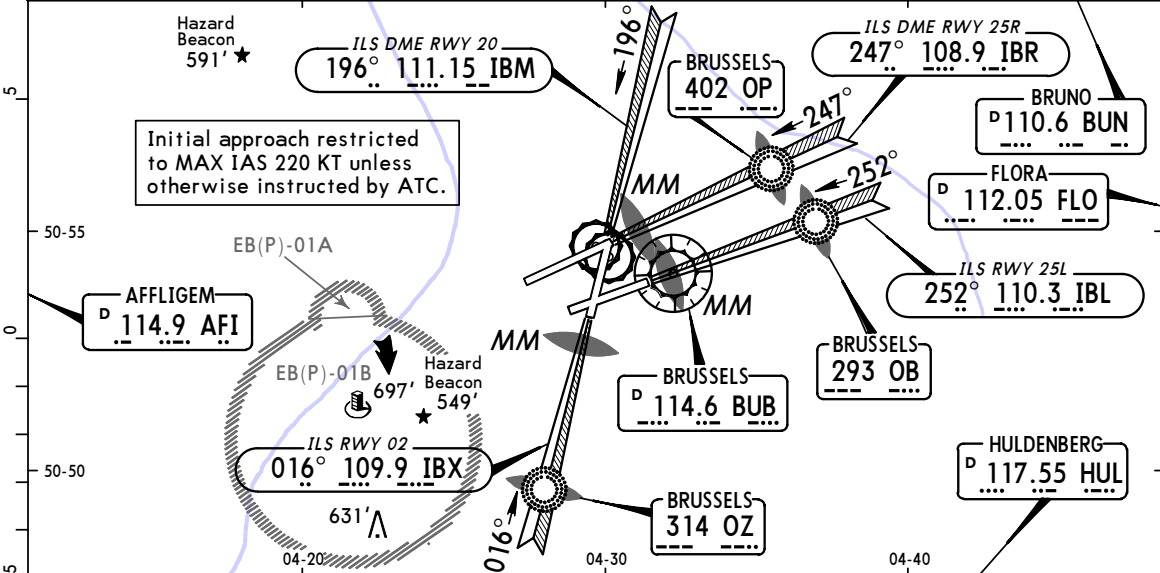 Hazard
Beacon
591'
ILS DME RWY 20
196° 111.15 IBM
196°
BRUSSELS
402 OP
ILS DME RWY 25R
247° 108.9 IBR
247°
BRUNO
D 110.6 BUN
5
Initial approach restricted
to MAX IAS 220 KT unless
otherwise instructed by ATC.
MM
252°
FLORA
D 112.05 FLO
50-55
EB(P)-01A
ILS RWY 25L
252° 110.3 IBL
AFFLIGEM
D 114.9 AFI
MM
0
MM
BRUSSELS
293 OB
EB(P)-01B
697'
Hazard
Beacon
549'
BRUSSELS
D 114.6 BUB
ILS RWY 02
016° 109.9 IBX
HULDENBERG
D 117.55 HUL
50-50
BRUSSELS
314 OZ
631'
016°
04-20
04-30
04-40
5